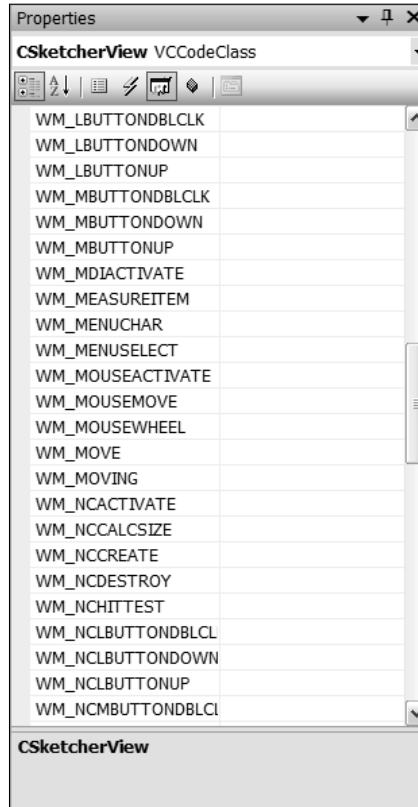 Properties
CSketcherView VCCodeClass
WM_LBUTTONDBLCLK
WM_LBUTTONDOWN
WM_LBUTTONUP
WM_MBUTTONDBLCLK
WM_MBUTTONDOWN
WM_MBUTTONUP
WM_MDIACTIVATE
WM_MEASUREITEM
WM_MENUCHAR
WM_MENUSELECT
WM_MOUSEACTIVATE
WM_MOUSEMOVE
WM_MOUSEWHEEL
WM_MOVE
WM_MOVING
WM_NCACTIVATE
WM_NCCALCSIZE
WM_NCCREATE
WM_NCDESTROY
WM_NCHITTEST
WM_NCLBUTTONDBLCL
WM_NCLBUTTONDOWN
WM_NCLBUTTONUP
WM_NCMBUTTONDBLCL
CSketcherView